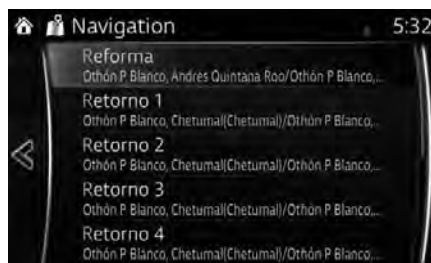 Navigation 5:32
Reforma
Othón P Blanco, Andres Quintana Roo/Othón P Blanco,...
Retorno 1
Othón P Blanco, Chetumal(Chetumal)/Othón P Blanco,...
Retorno 2
Othón P Blanco, Chetumal(Chetumal)/Othón P Blanco,...
Retorno 3
Othón P Blanco, Chetumal(Chetumal)/Othón P Blanco,...
Retorno 4
Othón P Blanco, Chetumal(Chetumal)/Othón P Blanco,...